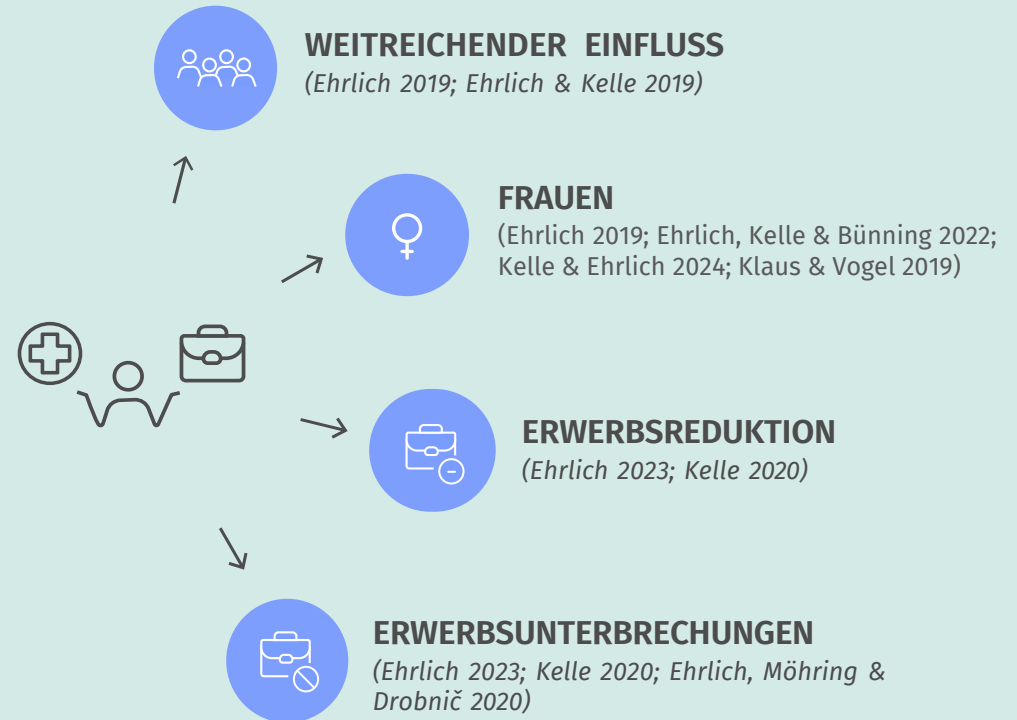 WEITREICHENDER EINFLUSS
(Ehrlich 2019; Ehrlich & Kelle 2019)
FRAUEN
(Ehrlich 2019; Ehrlich, Kelle & Bünning 2022;
Kelle & Ehrlich 2024; Klaus & Vogel 2019)
ERWERBSREDUKTION
(Ehrlich 2023; Kelle 2020)
ERWERBSUNTERBRECHUNGEN
(Ehrlich 2023; Kelle 2020; Ehrlich, Möhring &
Drobnič 2020)